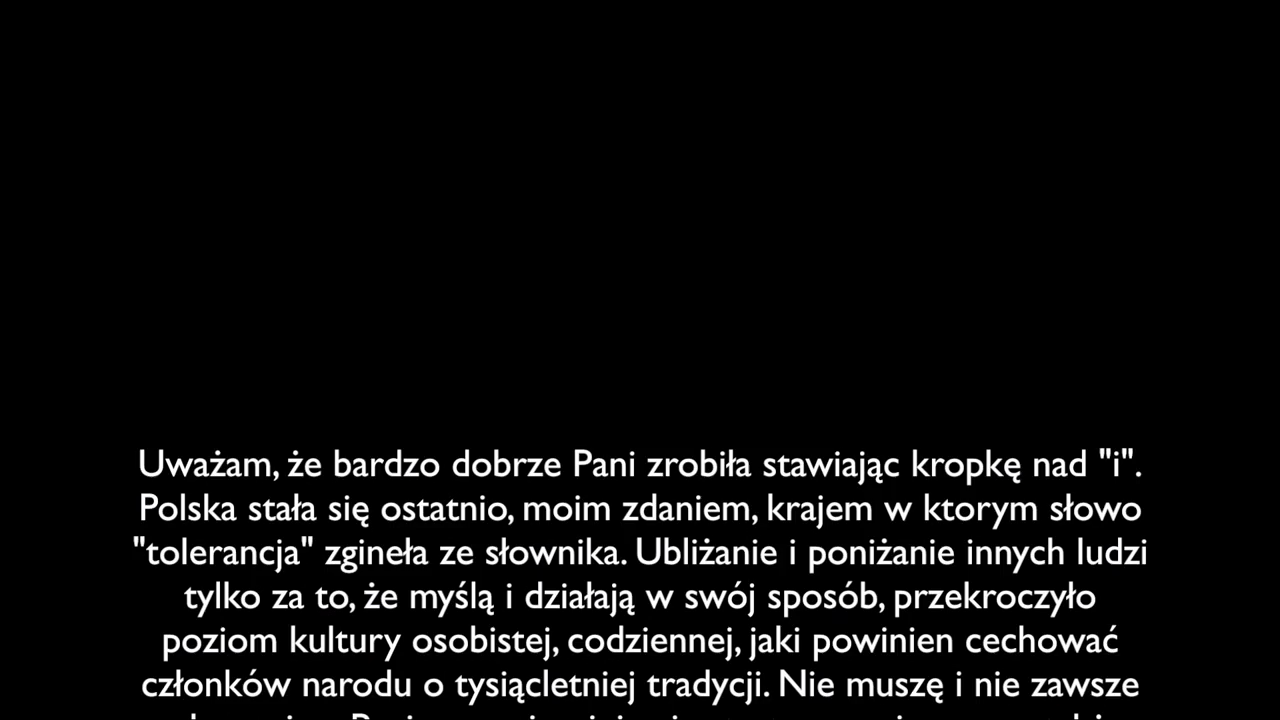 Uważam, że bardzo dobrze Pani zrobiła stawiając kropkę nad "i".
Polska stała się ostatnio, moim zdaniem, krajem w ktorym słowo
"tolerancja" zgineła ze słownika. Ubliżanie i poniżanie innych ludzi
tylko za to, że myślą i działają w swój sposób, przekroczyło
poziom kultury osobistej, codziennej, jaki powinien cechować
członków narodu o tysiącletniej tradycji. Nie muszę i nie zawsze